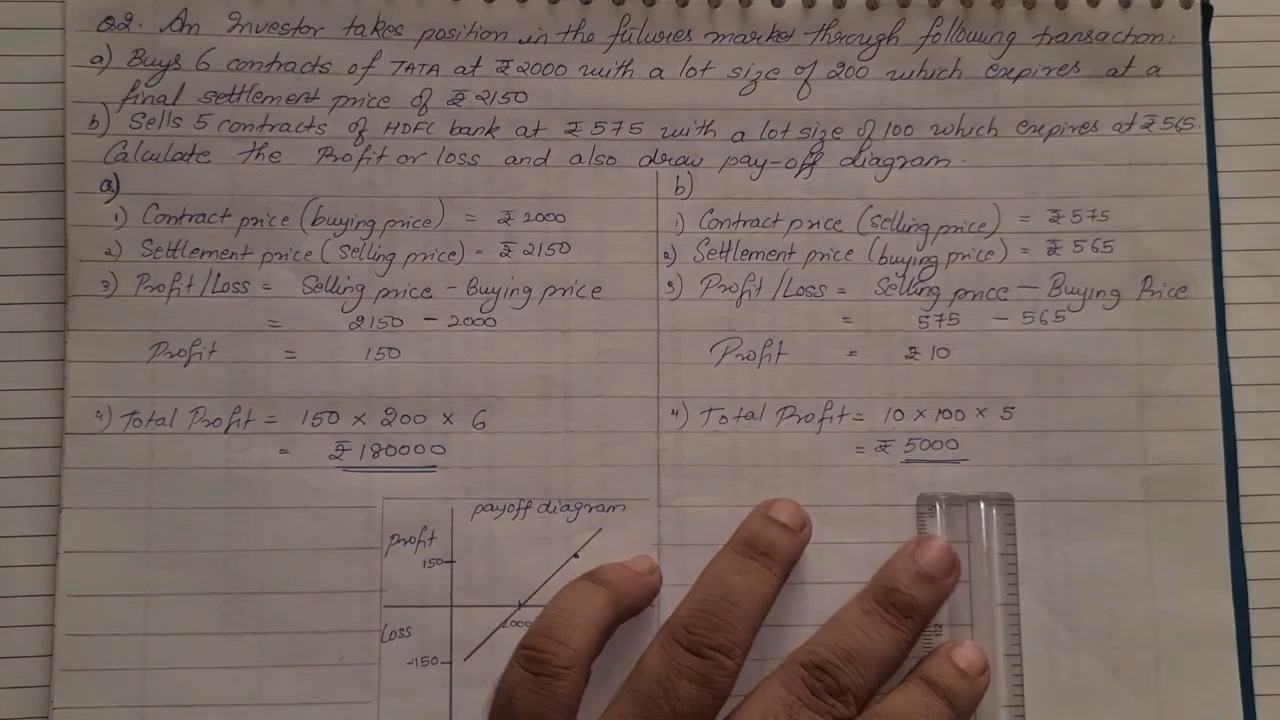 Q2. An Investor takes position in the futures market through following transaction:
a) Buys 6 contracts of TATA at ₹2000 with a lot size of 200 which expires at a
final settlement price of ₹2150
b) Sells 5 contracts of HDFC bank at ₹575 with a lot size of 100 which expires at ₹565.
Calculate the Profit or loss and also draw pay-off diagram.
a)
1) Contract price (buying price) = ₹2000
2) Settlement price (selling price) = ₹2150
3) Profit/Loss = Selling price - Buying price
= 2150 - 2000
Profit = 150
4) Total Profit = 150 × 200 × 6
= ₹180000
payoff diagram
Profit
150
2000
Loss
-150
b)
1) Contract price (selling price) = ₹575
2) Settlement price (buying price) = ₹565
3) Profit/Loss = Selling price - Buying Price
= 575 - 565
Profit = ₹10
4) Total Profit = 10 × 100 × 5
= ₹5000